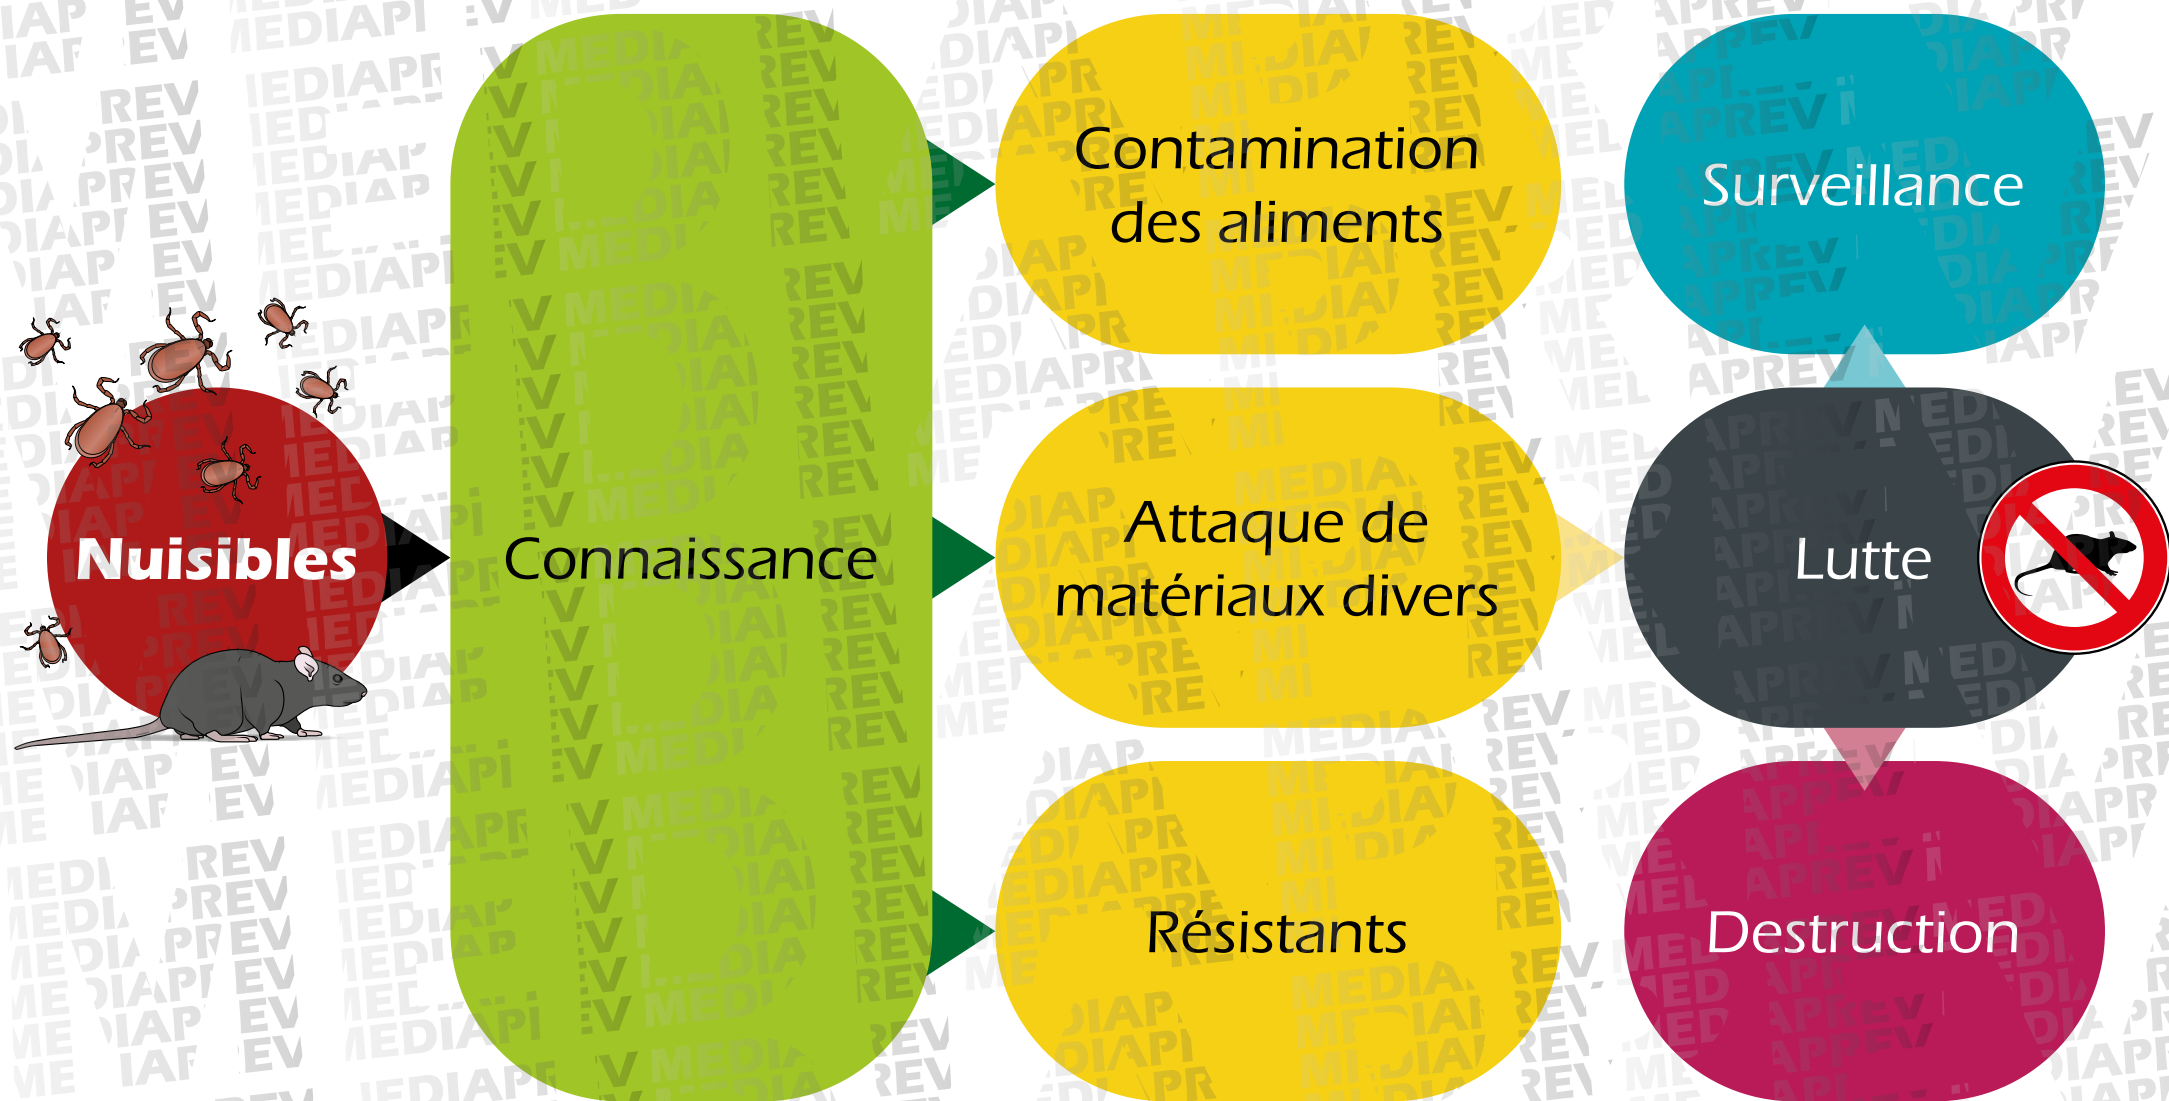 Nuisibles
Connaissance
Contamination
des aliments
Attaque de
matériaux divers
Résistants
Surveillance
Lutte
Destruction